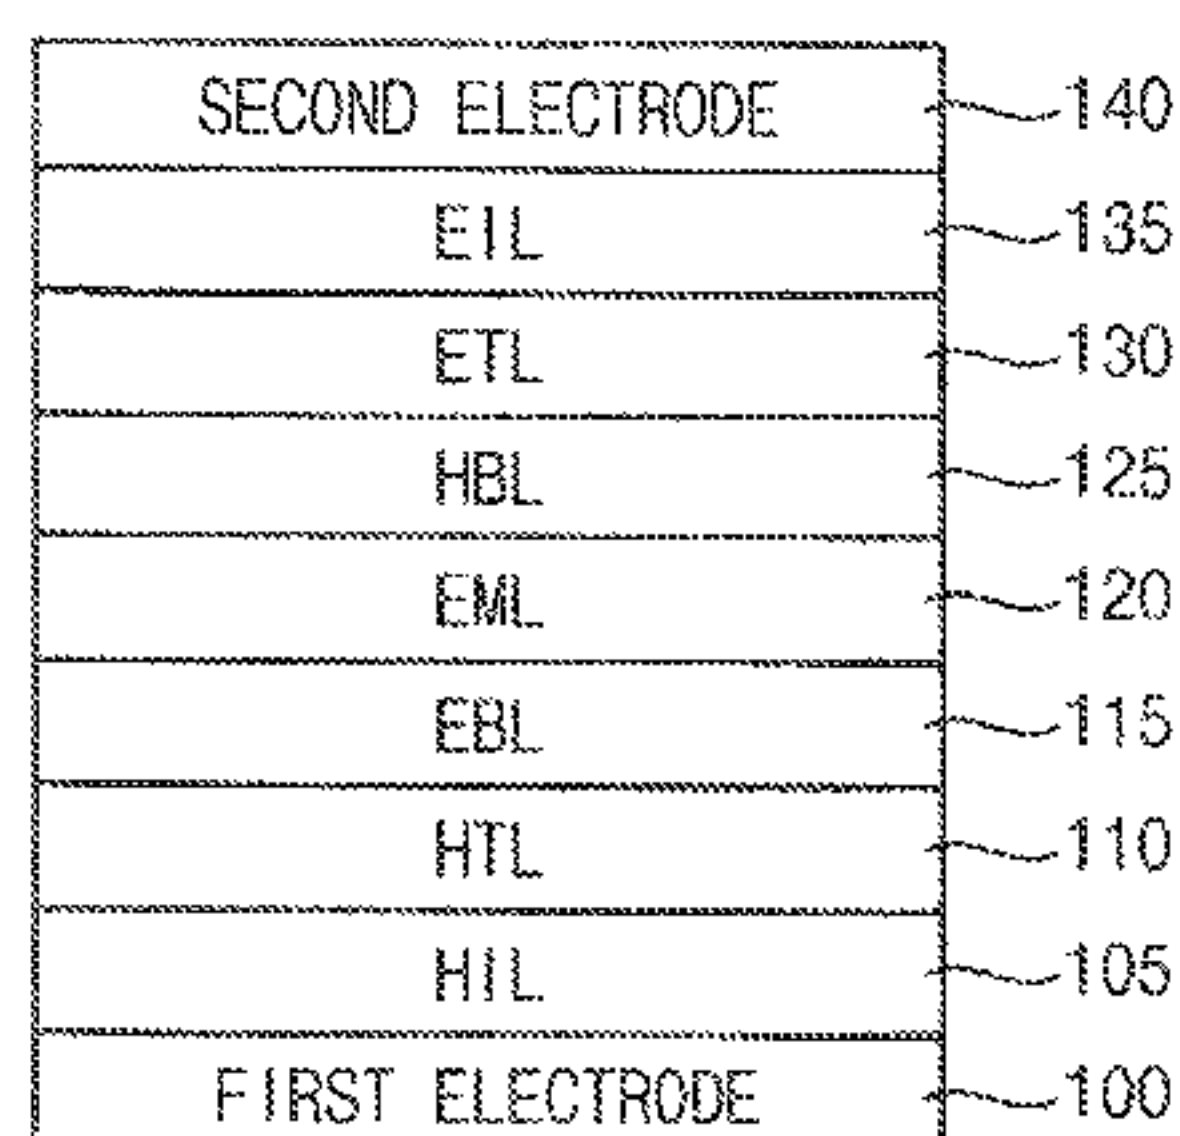 SECOND ELECTRODE 140
EIL 135
ETL 130
HBL 125
EML 120
EBL 115
HTL 110
HIL 105
FIRST ELECTRODE 100